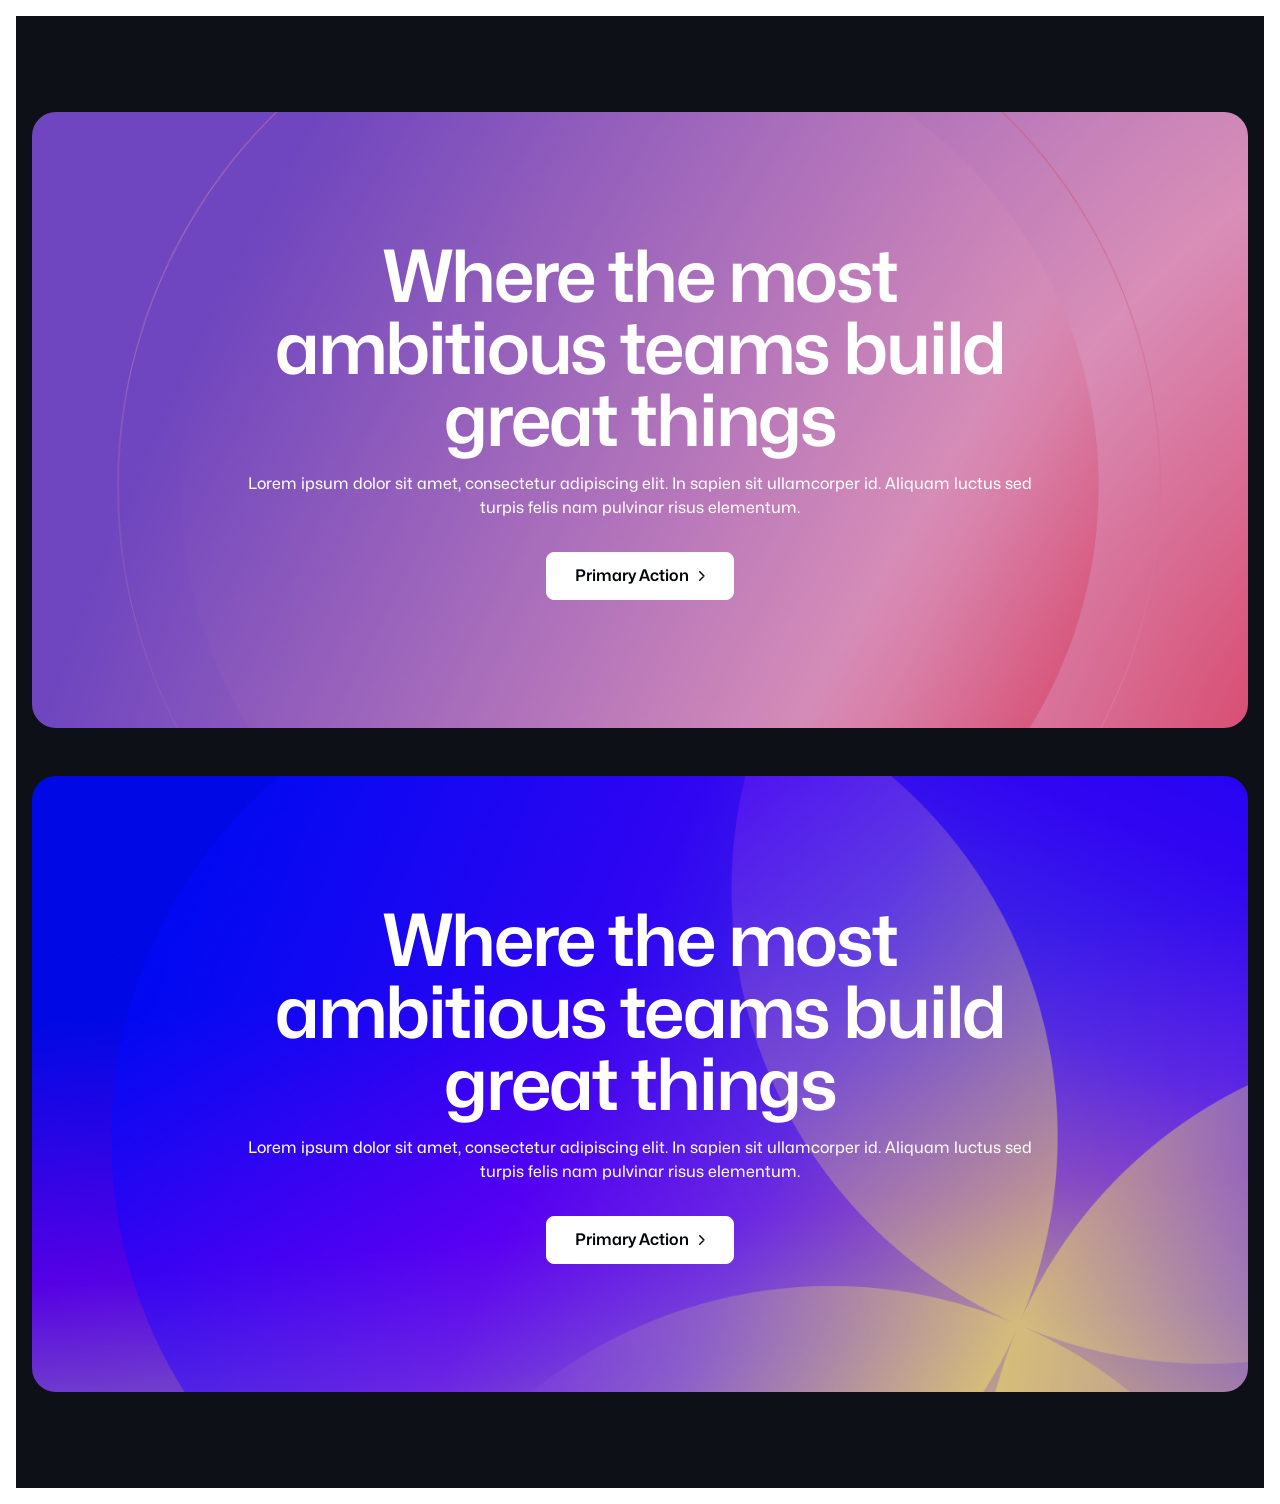 Where the most
ambitious teams build
great things
Lorem ipsum dolor sit amet, consectetur adipiscing elit. In sapien sit ullamcorper id. Aliquam luctus sed
turpis felis nam pulvinar risus elementum.
Primary Action
Where the most
ambitious teams build
great things
Lorem ipsum dolor sit amet, consectetur adipiscing elit. In sapien sit ullamcorper id. Aliquam luctus sed
turpis felis nam pulvinar risus elementum.
Primary Action